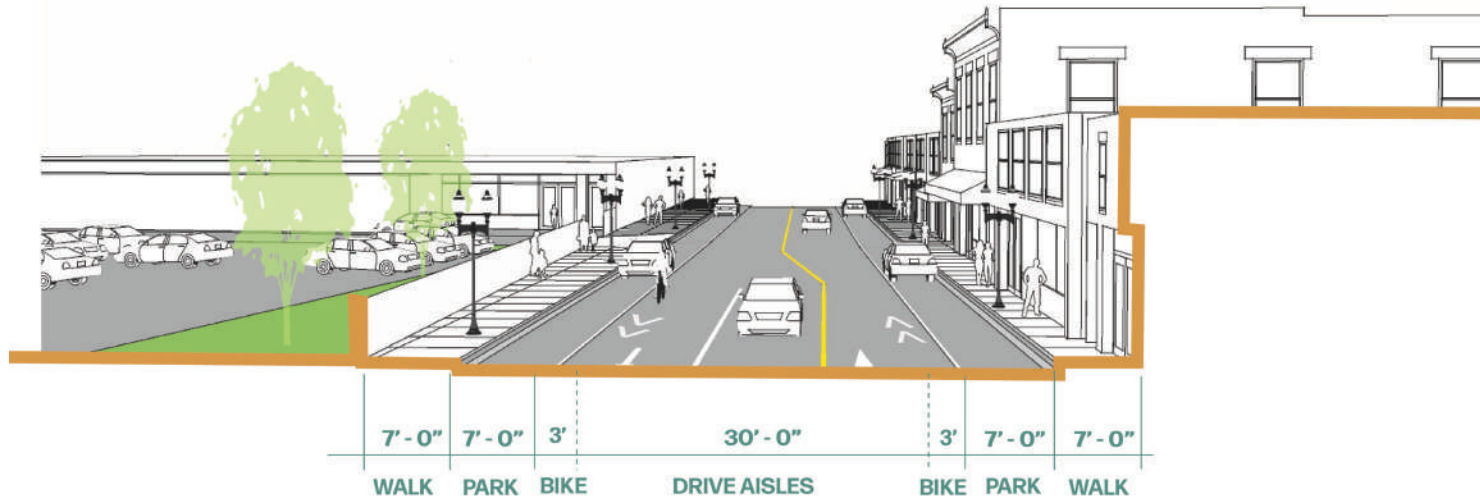 7' - 0” 7' - 0” 3' 30' - 0” 3' 7' - 0” 7' - 0”
WALK PARK BIKE DRIVE AISLES BIKE PARK WALK